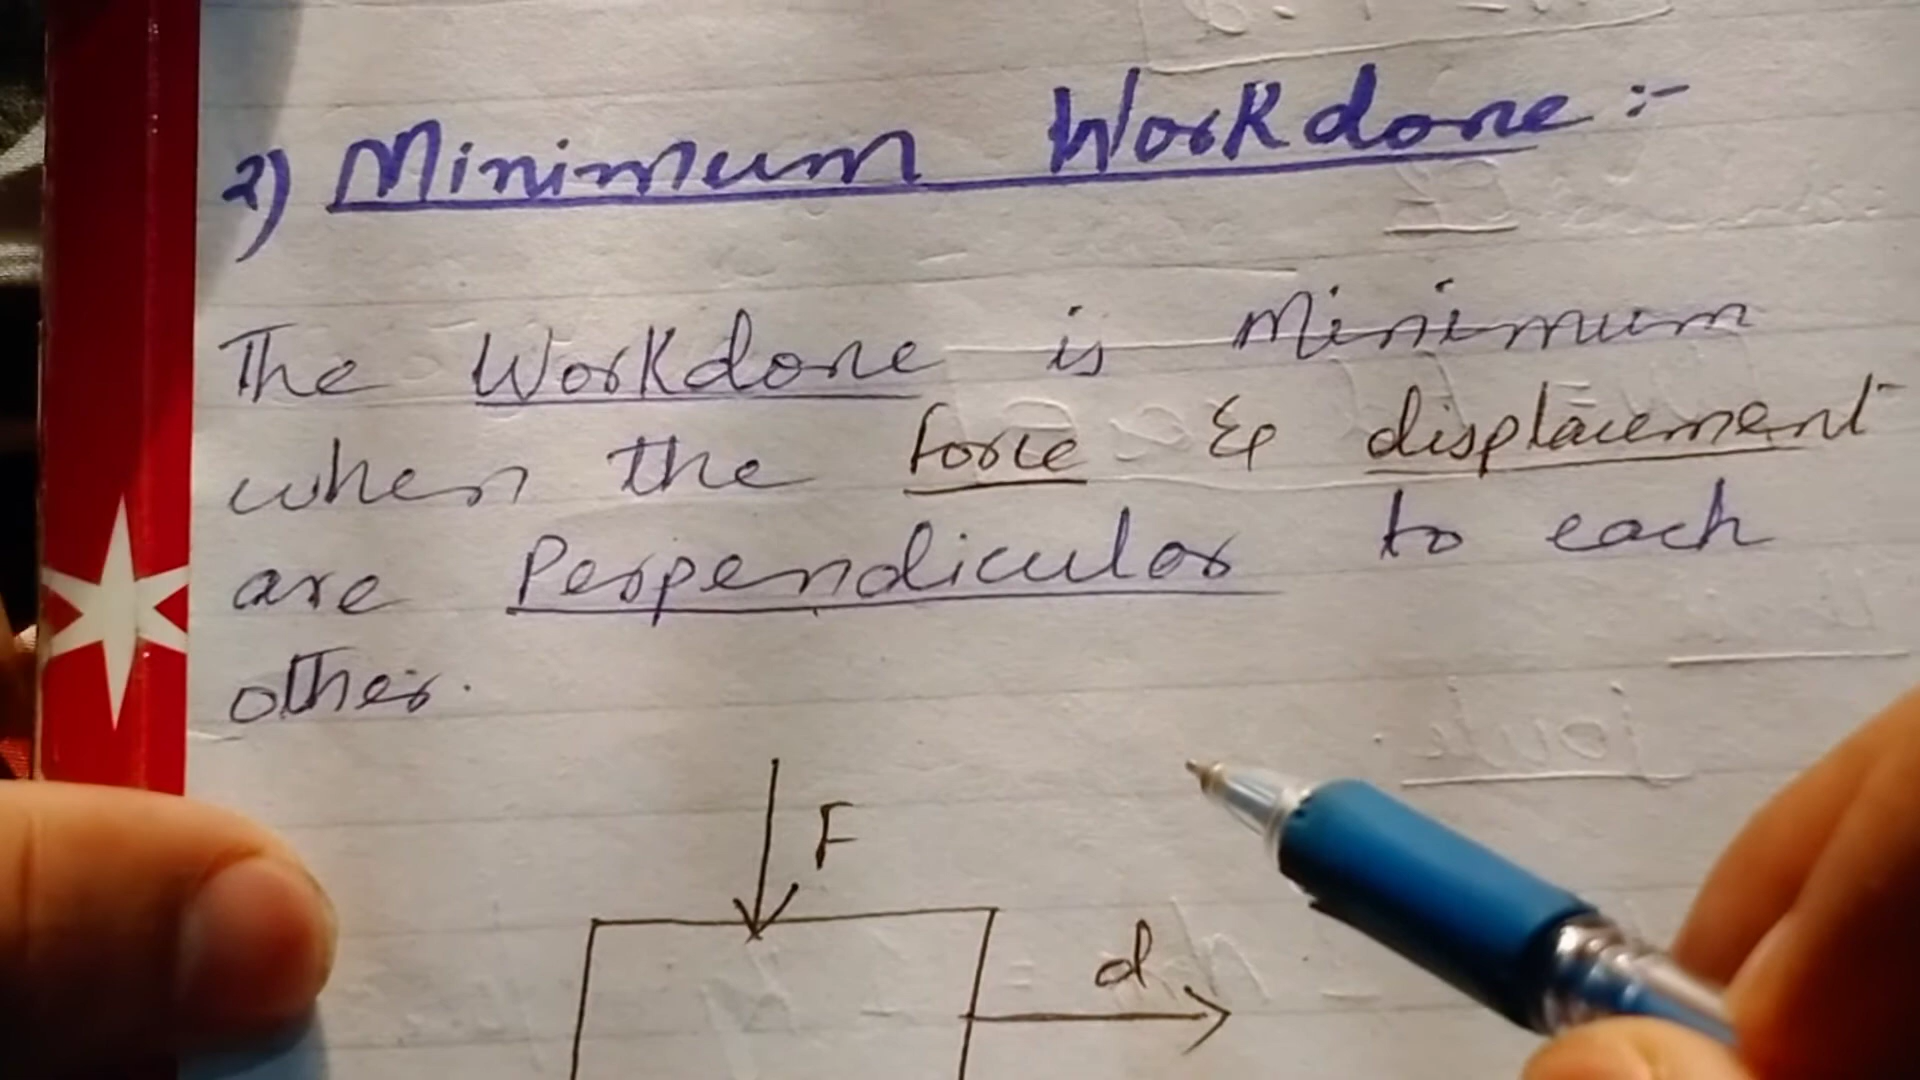 2) Minimum Workdone :-
The Workdone is Minimum
when the force & displacement
are Perpendicular to each
other.
F
d